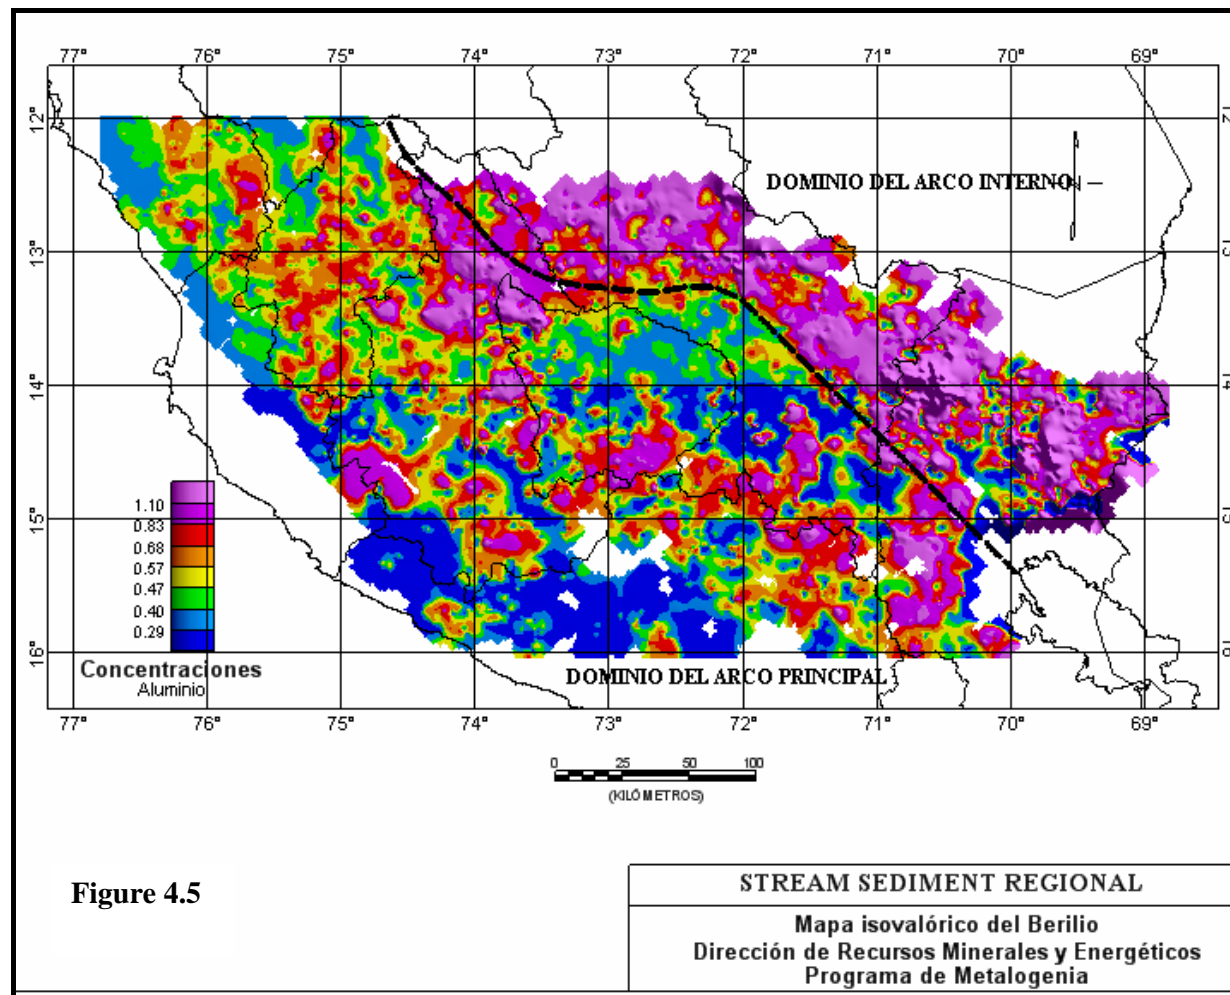 77° 76° 75° 74° 73° 72° 71° 70° 69°
12°
DOMINIO DEL ARCO INTERNO
13°
14°
1.10
0.83
0.68
0.57
0.47
0.40
0.29
15°
16°
Concentraciones
Aluminio
DOMINIO DEL ARCO PRINCIPAL
77° 76° 75° 74° 73° 72° 71° 70° 69°
0 25 50 100
(KILÓMETROS)
Figure 4.5
STREAM SEDIMENT REGIONAL
Mapa isovalórico del Berilio
Dirección de Recursos Minerales y Energéticos
Programa de Metalogenia